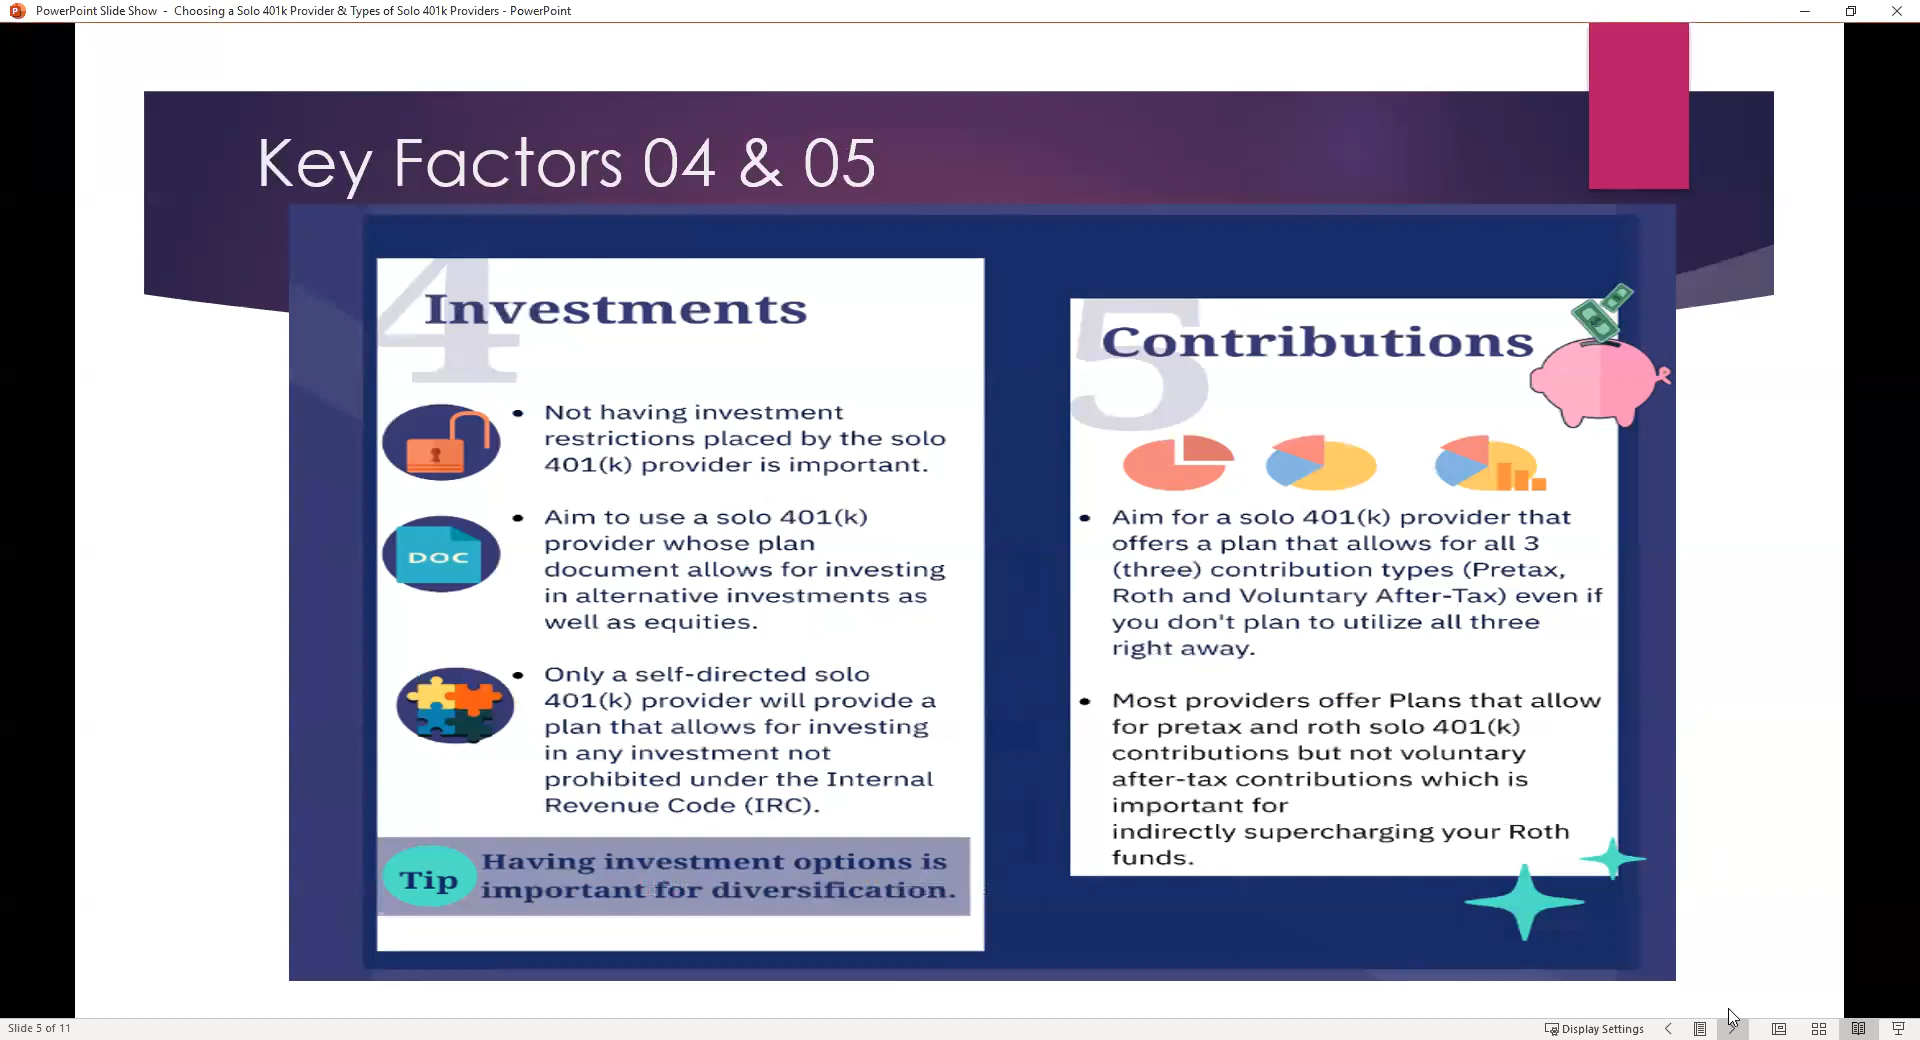 PowerPoint Slide Show - Choosing a Solo 401k Provider & Types of Solo 401k Providers - PowerPoint
Key Factors 04 & 05
4
Investments
• Not having investment
restrictions placed by the solo
401(k) provider is important.
DOC
• Aim to use a solo 401(k)
provider whose plan
document allows for investing
in alternative investments as
well as equities.
• Only a self-directed solo
401(k) provider will provide a
plan that allows for investing
in any investment not
prohibited under the Internal
Revenue Code (IRC).
Tip
Having investment options is
important for diversification.
5
Contributions
• Aim for a solo 401(k) provider that
offers a plan that allows for all 3
(three) contribution types (Pretax,
Roth and Voluntary After-Tax) even if
you don't plan to utilize all three
right away.
• Most providers offer Plans that allow
for pretax and roth solo 401(k)
contributions but not voluntary
after-tax contributions which is
important for
indirectly supercharging your Roth
funds.
Slide 5 of 11
Display Settings